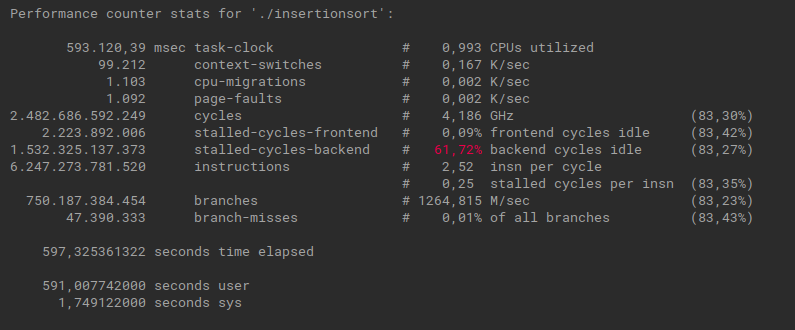 Performance counter stats for './insertionsort':
593.120,39 msec task-clock # 0,993 CPUs utilized
99.212 context-switches # 0,167 K/sec
1.103 cpu-migrations # 0,002 K/sec
1.092 page-faults # 0,002 K/sec
2.482.686.592.249 cycles # 4,186 GHz (83,30%)
2.223.892.006 stalled-cycles-frontend # 0,09% frontend cycles idle (83,42%)
1.532.325.137.373 stalled-cycles-backend # 61,72% backend cycles idle (83,27%)
6.247.273.781.520 instructions # 2,52 insn per cycle
# 0,25 stalled cycles per insn (83,35%)
750.187.384.454 branches # 1264,815 M/sec (83,23%)
47.390.333 branch-misses # 0,01% of all branches (83,43%)
597,325361322 seconds time elapsed
591,007742000 seconds user
1,749122000 seconds sys